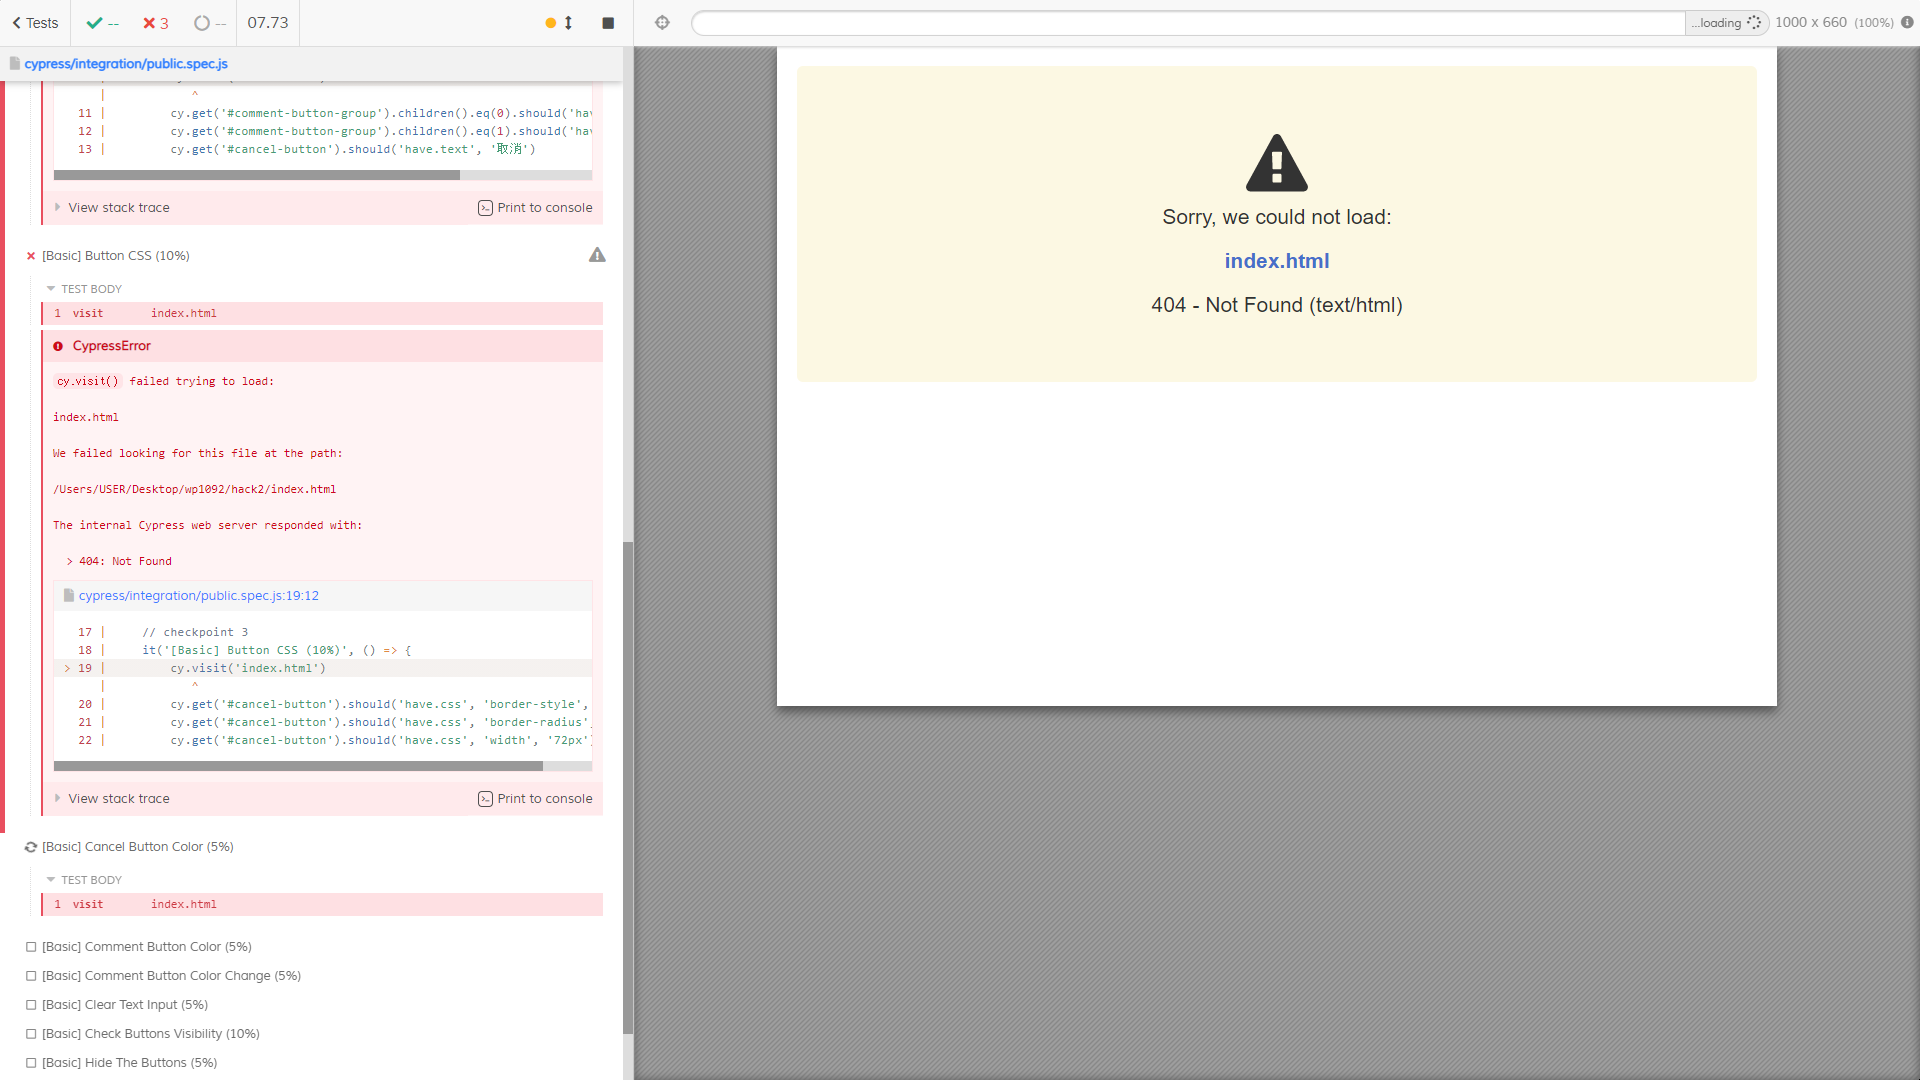 Tests
--
3
--
07.73
...loading
1000 x 660 (100%)
cypress/integration/public.spec.js
|
^
11 | cy.get('#comment-button-group').children().eq(0).should('hav
12 | cy.get('#comment-button-group').children().eq(1).should('hav
13 | cy.get('#cancel-button').should('have.text', '取消')
View stack trace
Print to console
[Basic] Button CSS (10%)
TEST BODY
1 visit index.html
CypressError
cy.visit() failed trying to load:
index.html
We failed looking for this file at the path:
/Users/USER/Desktop/wp1092/hack2/index.html
The internal Cypress web server responded with:
> 404: Not Found
cypress/integration/public.spec.js:19:12
17 | // checkpoint 3
18 | it('[Basic] Button CSS (10%)', () => {
> 19 | cy.visit('index.html')
| ^
20 | cy.get('#cancel-button').should('have.css', 'border-style',
21 | cy.get('#cancel-button').should('have.css', 'border-radius',
22 | cy.get('#cancel-button').should('have.css', 'width', '72px')
View stack trace
Print to console
[Basic] Cancel Button Color (5%)
TEST BODY
1 visit index.html
[Basic] Comment Button Color (5%)
[Basic] Comment Button Color Change (5%)
[Basic] Clear Text Input (5%)
[Basic] Check Buttons Visibility (10%)
[Basic] Hide The Buttons (5%)
Sorry, we could not load:
index.html
404 - Not Found (text/html)